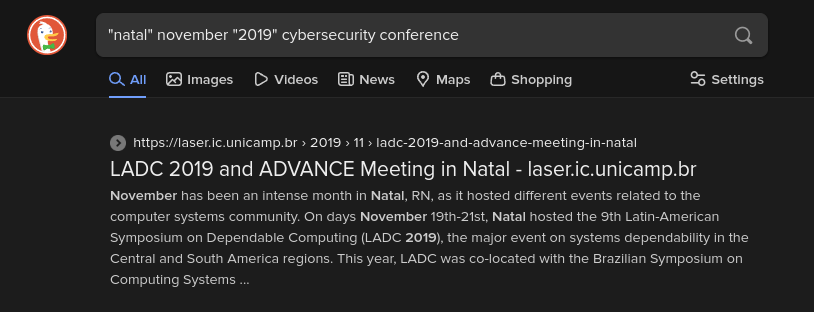 "natal" november "2019" cybersecurity conference
All Images Videos News Maps Shopping Settings
https://laser.ic.unicamp.br › 2019 › 11 › ladc-2019-and-advance-meeting-in-natal
LADC 2019 and ADVANCE Meeting in Natal - laser.ic.unicamp.br
November has been an intense month in Natal, RN, as it hosted different events related to the
computer systems community. On days November 19th-21st, Natal hosted the 9th Latin-American
Symposium on Dependable Computing (LADC 2019), the major event on systems dependability in the
Central and South America regions. This year, LADC was co-located with the Brazilian Symposium on
Computing Systems ...